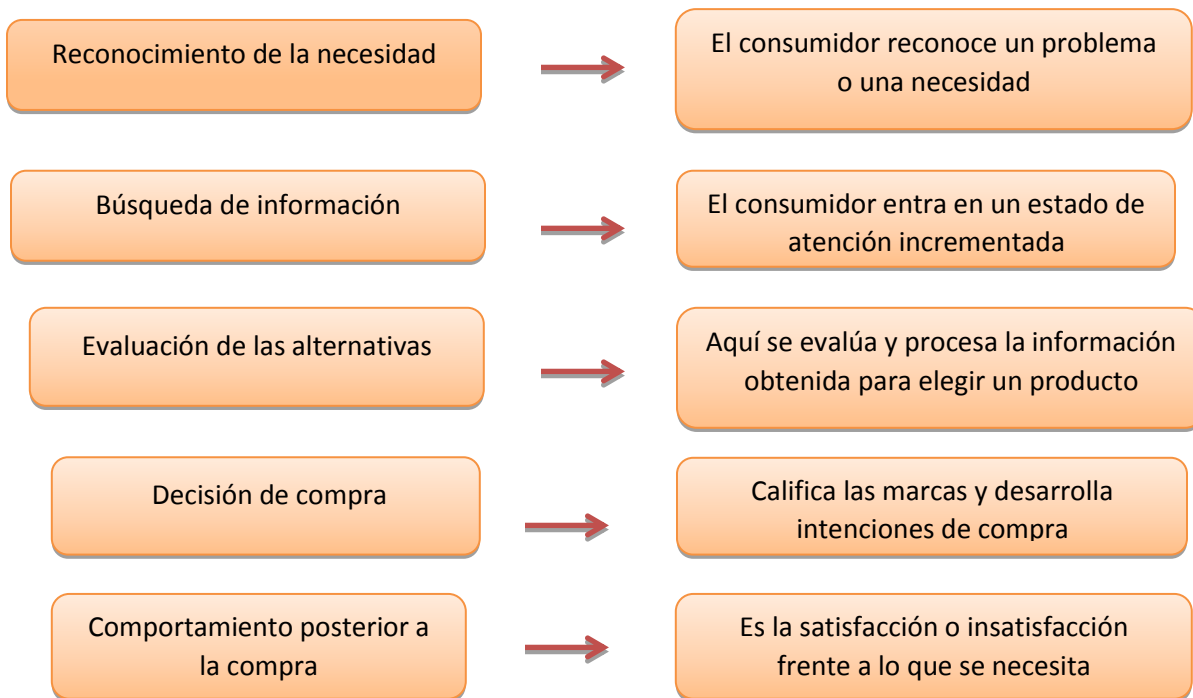 Reconocimiento de la necesidad
El consumidor reconoce un problema
o una necesidad
Búsqueda de información
El consumidor entra en un estado de
atención incrementada
Evaluación de las alternativas
Aquí se evalúa y procesa la información
obtenida para elegir un producto
Decisión de compra
Califica las marcas y desarrolla
intenciones de compra
Comportamiento posterior a
la compra
Es la satisfacción o insatisfacción
frente a lo que se necesita